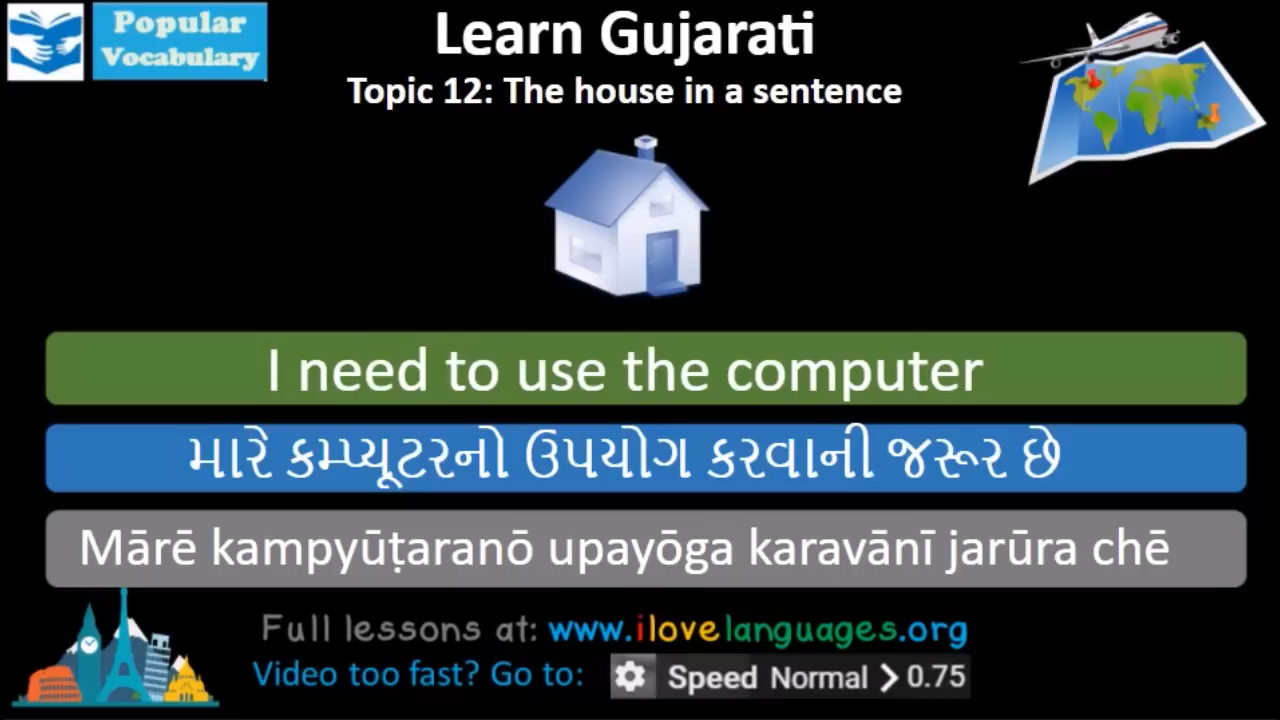 Popular
Vocabulary
Learn Gujarati
Topic 12: The house in a sentence
I need to use the computer
મારે કમ્પ્યૂટરનો ઉપયોગ કરવાની જરૂર છે
Mārē kampyūṭaranō upayōga karavānī jarūra chē
Full lessons at: www.ilovelanguages.org
Video too fast? Go to: Speed Normal > 0.75